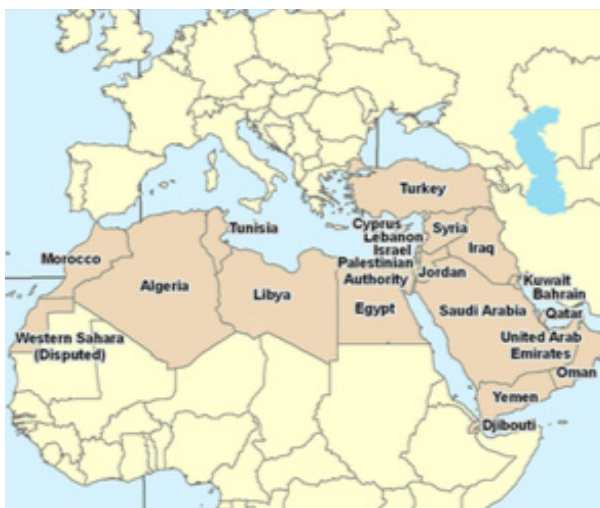 Turkey
Tunisia
Cyprus
Lebanon
Syria
Israel
Iraq
Morocco
Palestinian
Authority
Jordan
Algeria
Libya
Egypt
Kuwait
Bahrain
Saudi Arabia
Qatar
Western Sahara
(Disputed)
United Arab
Emirates
Oman
Yemen
Djibouti